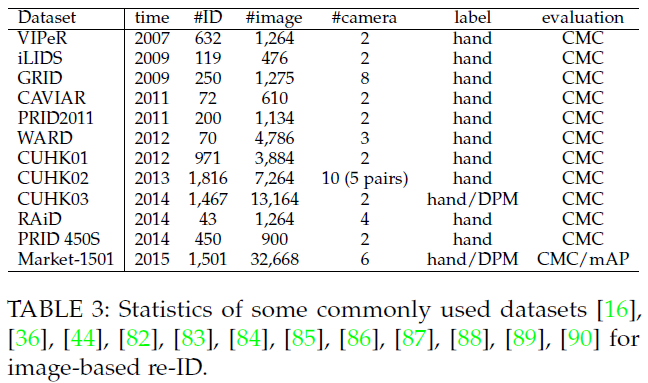 Dataset time #ID #image #camera label evaluation
VIPeR 2007 632 1,264 2 hand CMC
iLIDS 2009 119 476 2 hand CMC
GRID 2009 250 1,275 8 hand CMC
CAVIAR 2011 72 610 2 hand CMC
PRID2011 2011 200 1,134 2 hand CMC
WARD 2012 70 4,786 3 hand CMC
CUHK01 2012 971 3,884 2 hand CMC
CUHK02 2013 1,816 7,264 10 (5 pairs) hand CMC
CUHK03 2014 1,467 13,164 2 hand/DPM CMC
RAiD 2014 43 1,264 4 hand CMC
PRID 450S 2014 450 900 2 hand CMC
Market-1501 2015 1,501 32,668 6 hand/DPM CMC/mAP
TABLE 3: Statistics of some commonly used datasets [16],
[36], [44], [82], [83], [84], [85], [86], [87], [88], [89], [90] for
image-based re-ID.